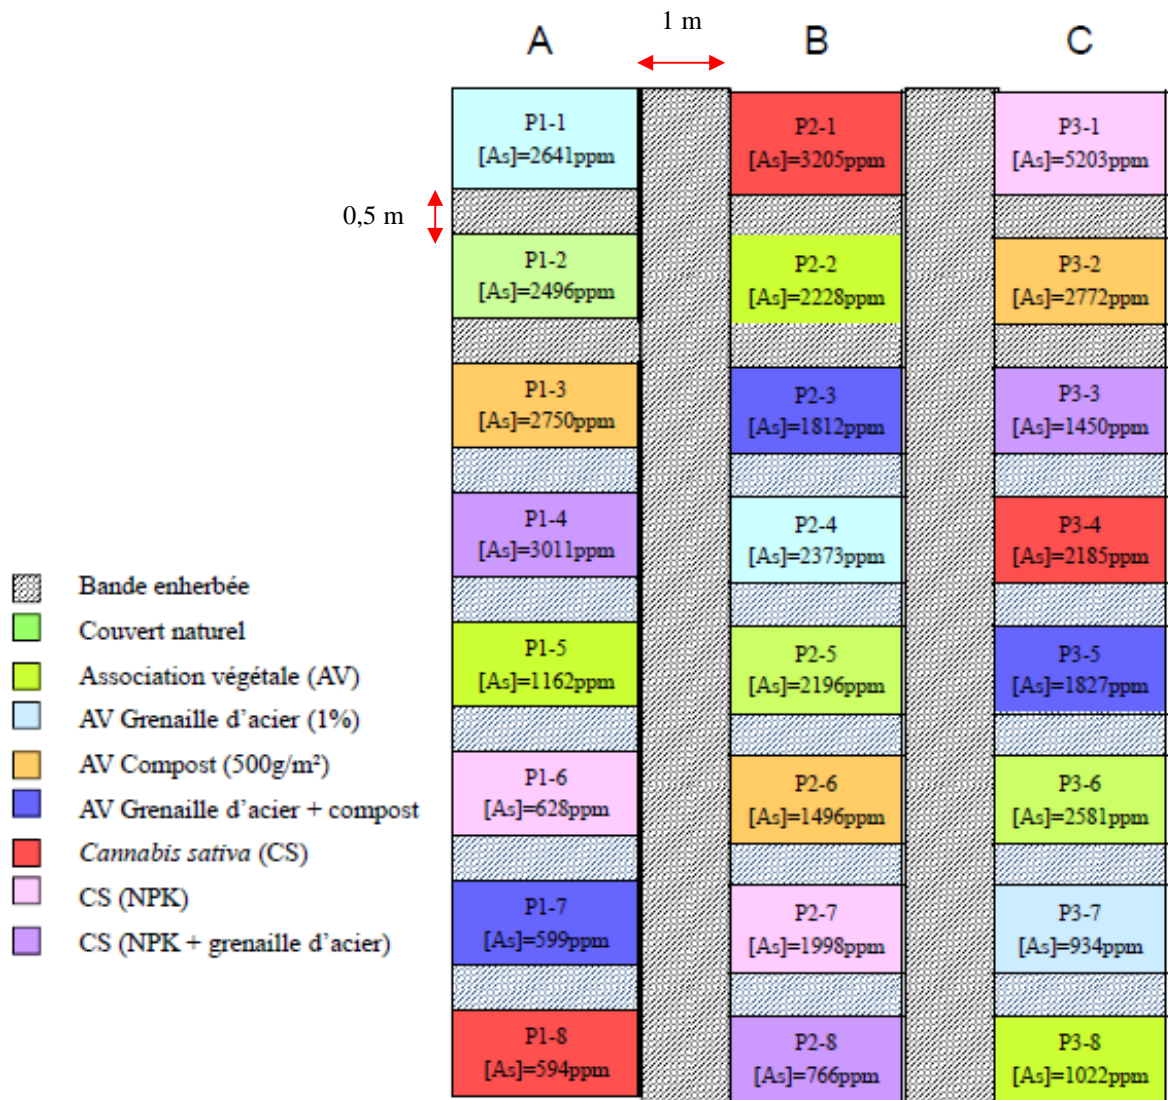 1 m
A
B
C
0,5 m
P1-1
[As]=2641ppm
P1-2
[As]=2496ppm
P1-3
[As]=2750ppm
P1-4
[As]=3011ppm
P1-5
[As]=1162ppm
P1-6
[As]=628ppm
P1-7
[As]=599ppm
P1-8
[As]=594ppm
P2-1
[As]=3205ppm
P2-2
[As]=2228ppm
P2-3
[As]=1812ppm
P2-4
[As]=2373ppm
P2-5
[As]=2196ppm
P2-6
[As]=1496ppm
P2-7
[As]=1998ppm
P2-8
[As]=766ppm
P3-1
[As]=5203ppm
P3-2
[As]=2772ppm
P3-3
[As]=1450ppm
P3-4
[As]=2185ppm
P3-5
[As]=1827ppm
P3-6
[As]=2581ppm
P3-7
[As]=934ppm
P3-8
[As]=1022ppm
Bande enherbée
Couvert naturel
Association végétale (AV)
AV Grenaille d'acier (1%)
AV Compost (500g/m²)
AV Grenaille d'acier + compost
Cannabis sativa (CS)
CS (NPK)
CS (NPK + grenaille d'acier)